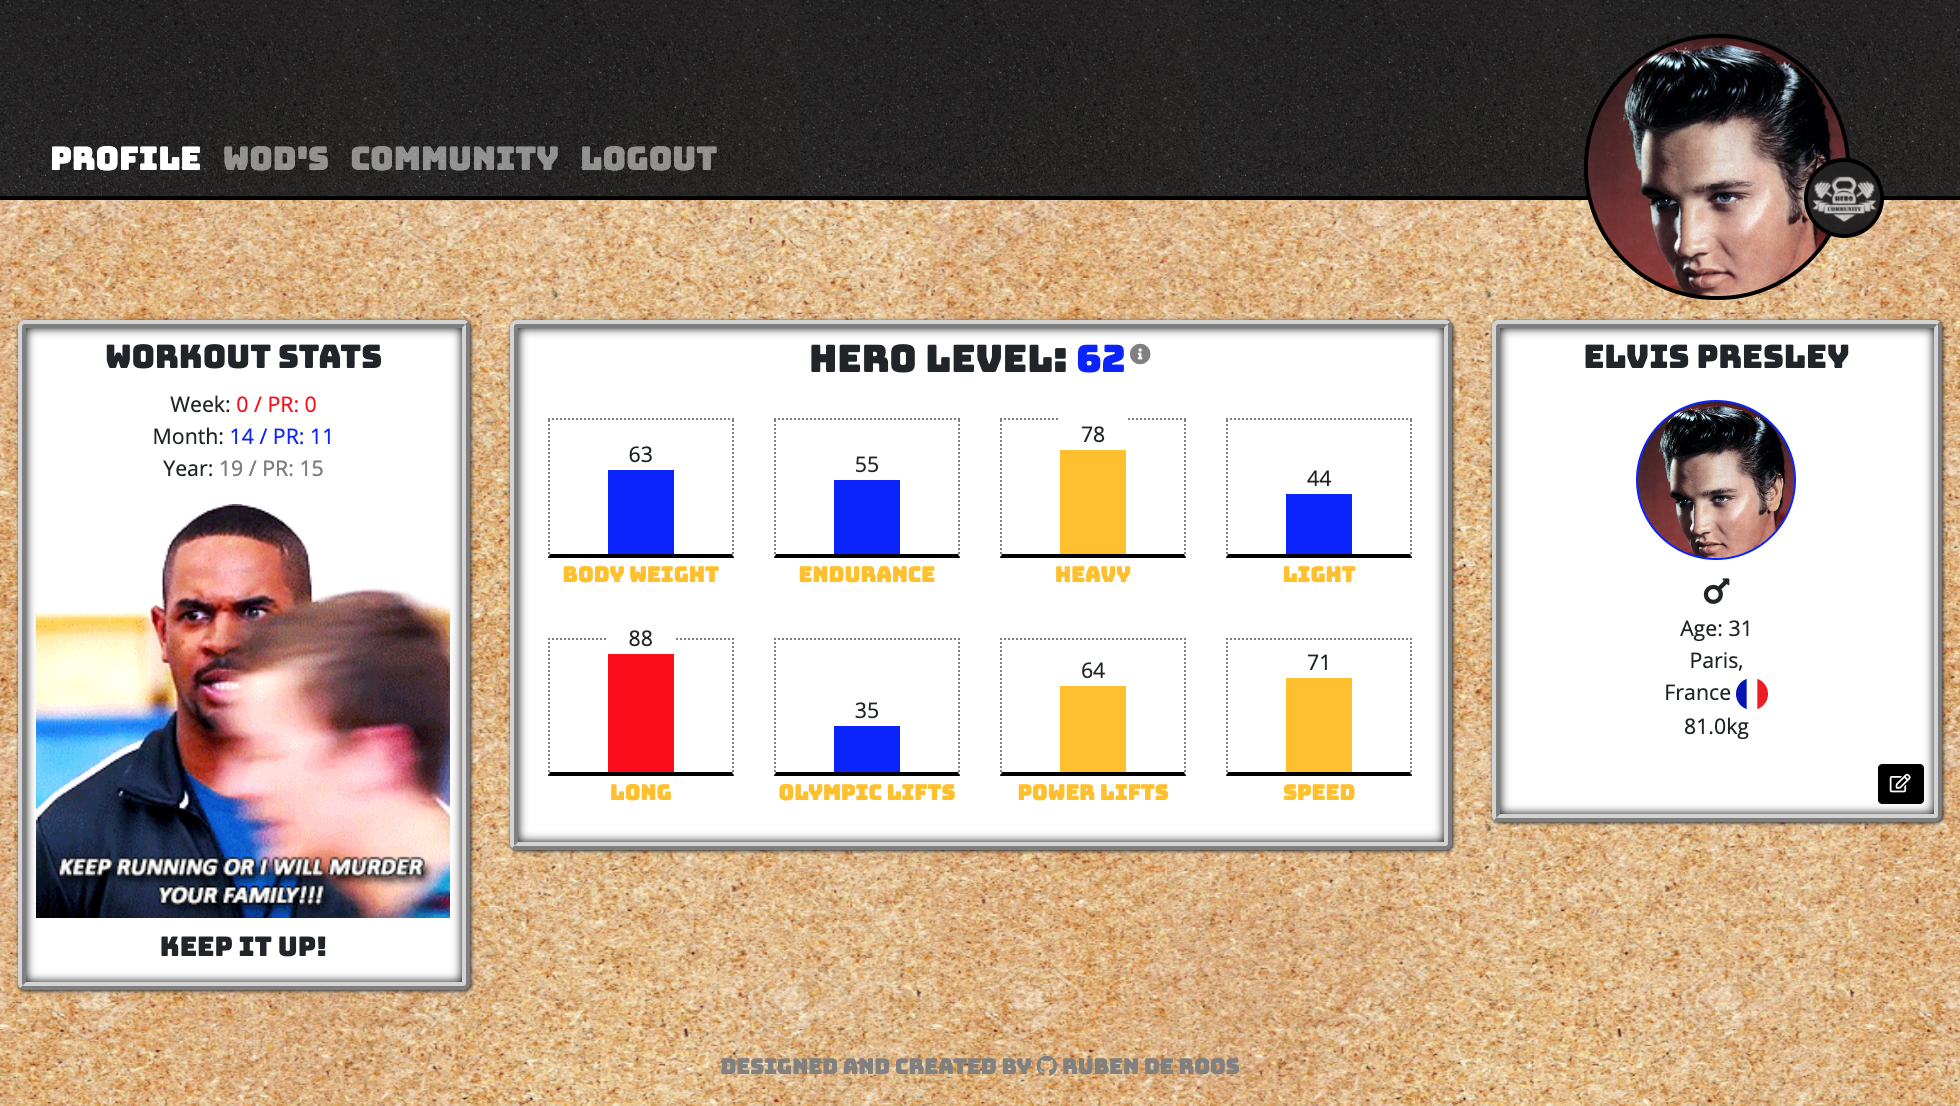 PROFILE WOD'S COMMUNITY LOGOUT
HERO
COMMUNITY
WORKOUT STATS
Week: 0 / PR: 0
Month: 14 / PR: 11
Year: 19 / PR: 15
KEEP RUNNING OR I WILL MURDER
YOUR FAMILY!!!
KEEP IT UP!
HERO LEVEL: 62
63
55
78
44
BODY WEIGHT
ENDURANCE
HEAVY
LIGHT
88
35
64
71
LONG
OLYMPIC LIFTS
POWER LIFTS
SPEED
ELVIS PRESLEY
Age: 31
Paris,
France
81.0kg
DESIGNED AND CREATED BY RUBEN DE ROOS